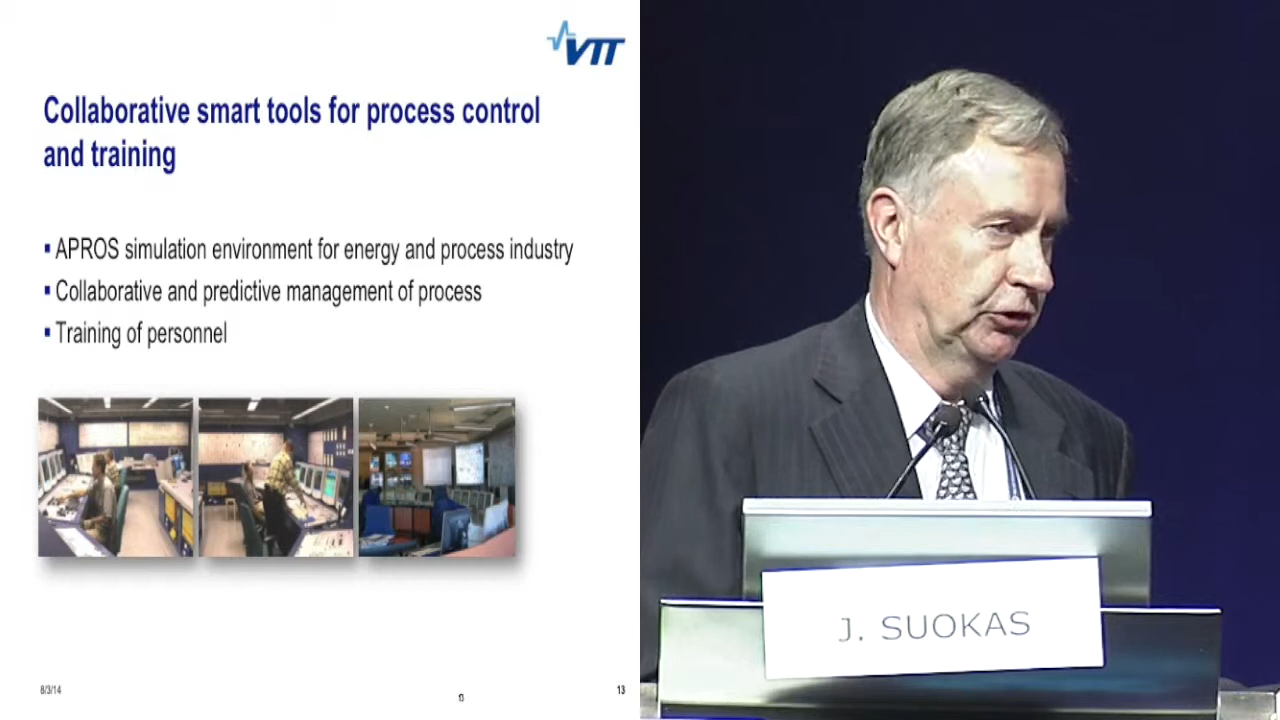 VTT
Collaborative smart tools for process control
and training
▪ APROS simulation environment for energy and process industry
▪ Collaborative and predictive management of process
▪ Training of personnel
8/3/14
13
13
J. SUOKAS